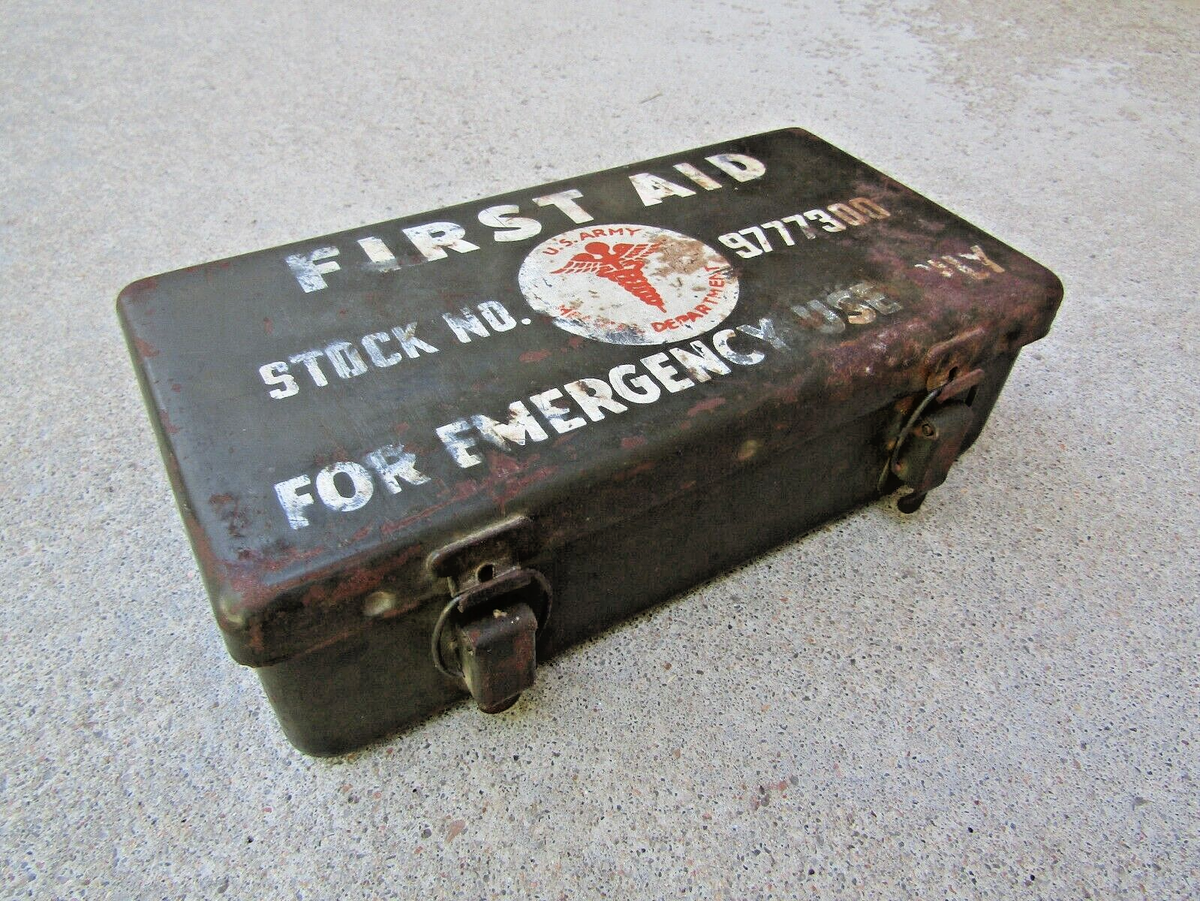 FIRST AID
U.S. ARMY
DEPARTMENT
STOCK NO. 9777300
FOR EMERGENCY USE